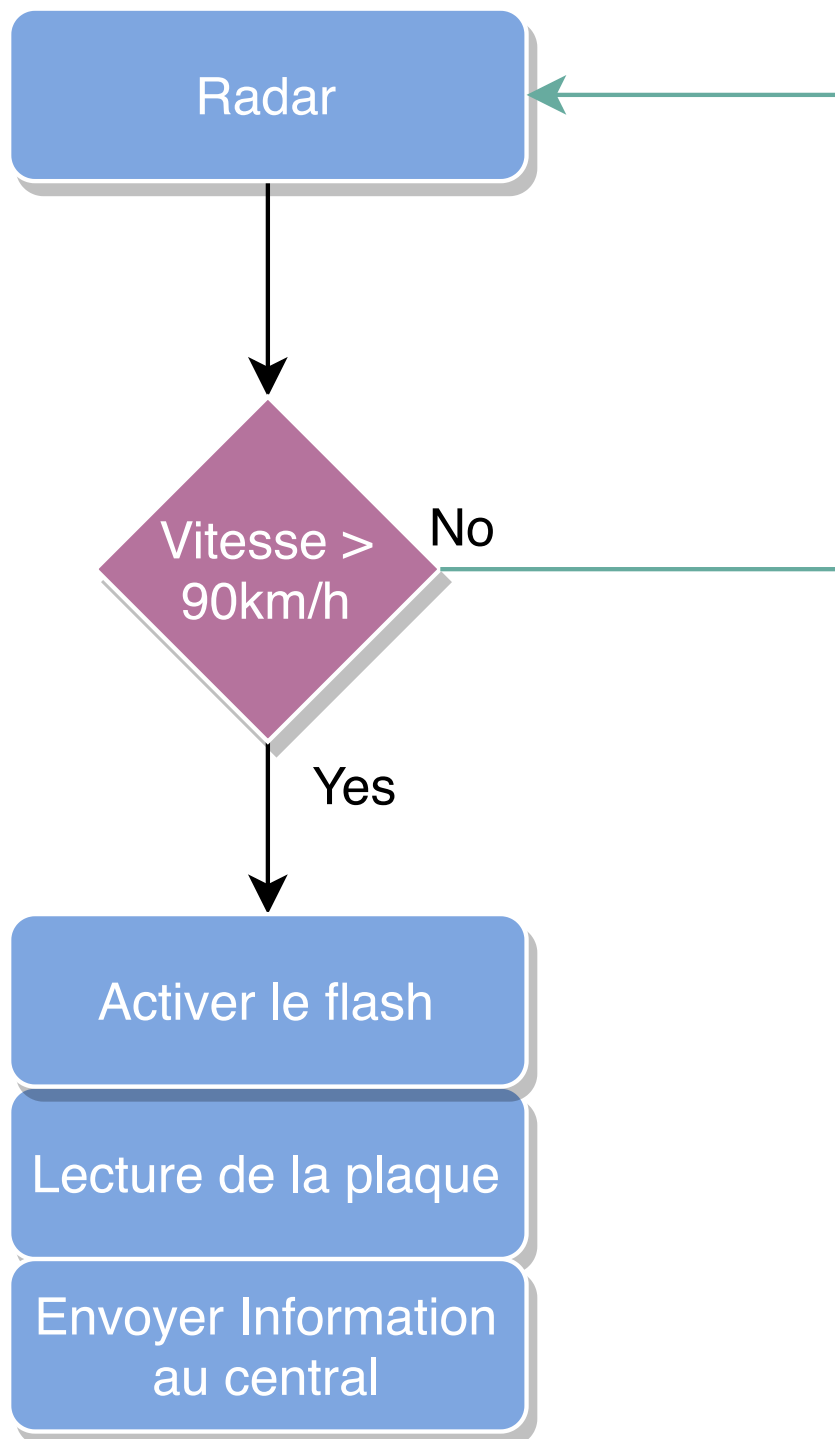 Radar
Vitesse >
90km/h
No
Yes
Activer le flash
Lecture de la plaque
Envoyer Information
au central